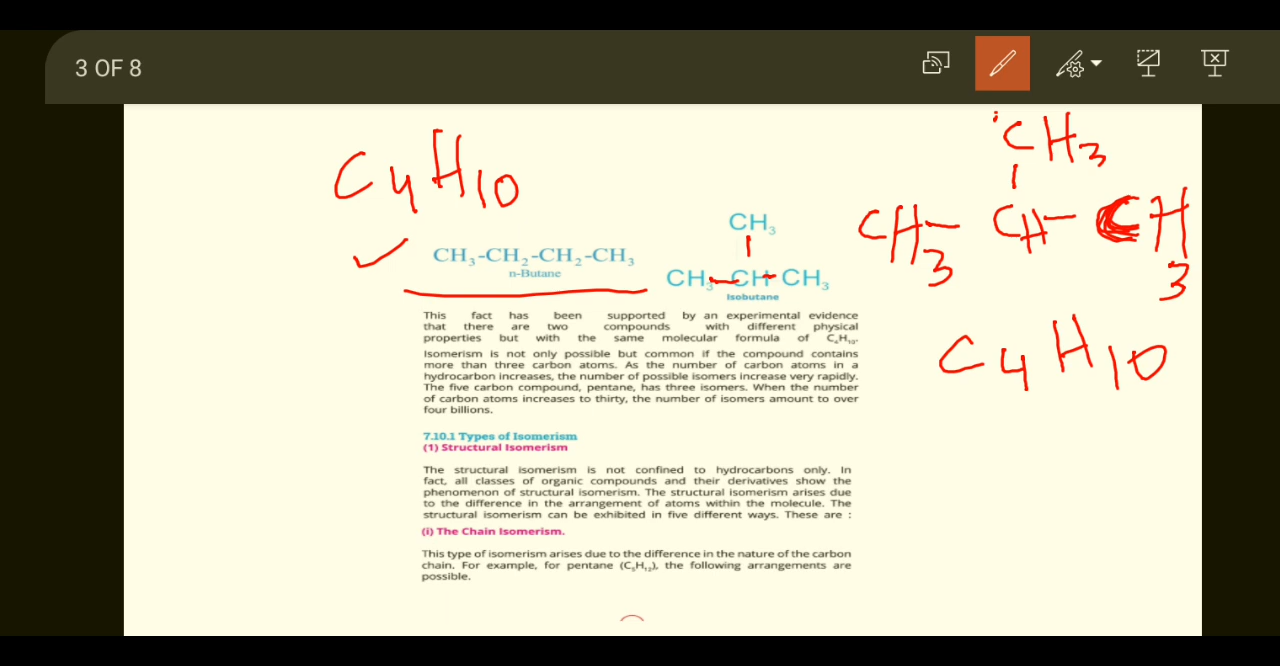 3 OF 8
C4H10
CH3
CH3 - CH - CH3
C4H10
CH₃-CH₂-CH₂-CH₃
n-Butane
CH₃
CH₃-CH-CH₃
Isobutane
This fact has been supported by an experimental evidence
that there are two compounds with different physical
properties but with the same molecular formula of C₄H₁₀.
Isomerism is not only possible but common if the compound contains
more than three carbon atoms. As the number of carbon atoms in a
hydrocarbon increases, the number of possible isomers increase very rapidly.
The five carbon compound, pentane, has three isomers. When the number
of carbon atoms increases to thirty, the number of isomers amount to over
four billions.
7.10.1 Types of Isomerism
(1) Structural Isomerism
The structural isomerism is not confined to hydrocarbons only. In
fact, all classes of organic compounds and their derivatives show the
phenomenon of structural isomerism. The structural isomerism arises due
to the difference in the arrangement of atoms within the molecule. The
structural isomerism can be exhibited in five different ways. These are :
(i) The Chain Isomerism.
This type of isomerism arises due to the difference in the nature of the carbon
chain. For example, for pentane (C₅H₁₂), the following arrangements are
possible.